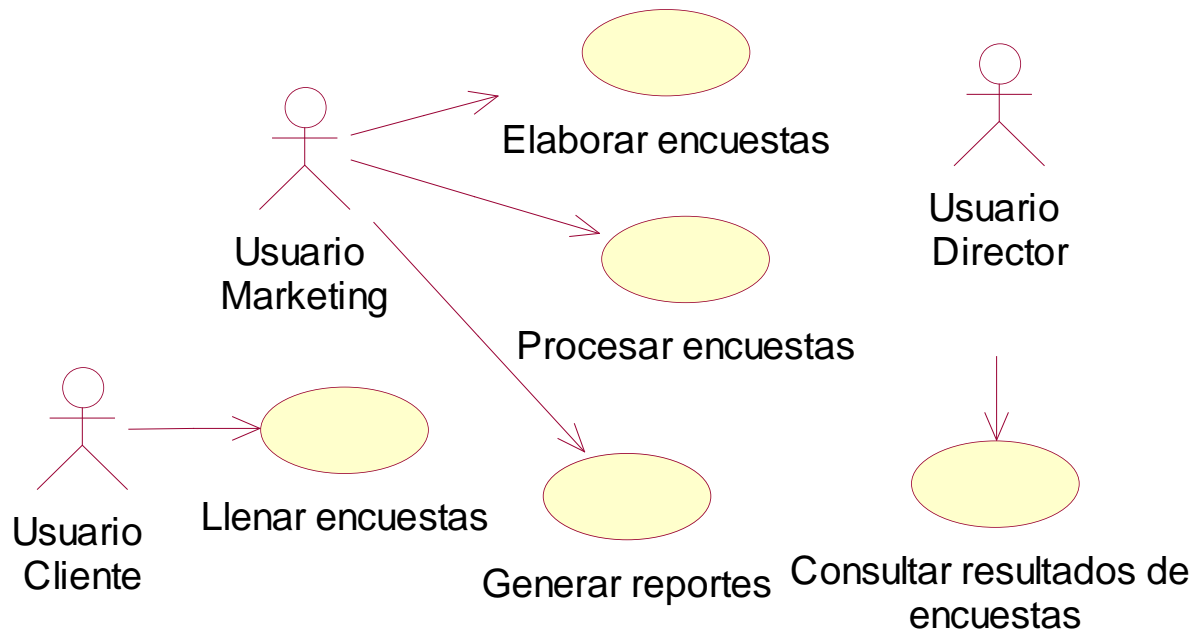 Elaborar encuestas
Usuario
Director
Usuario
Marketing
Procesar encuestas
Llenar encuestas
Usuario
Cliente
Generar reportes
Consultar resultados de
encuestas